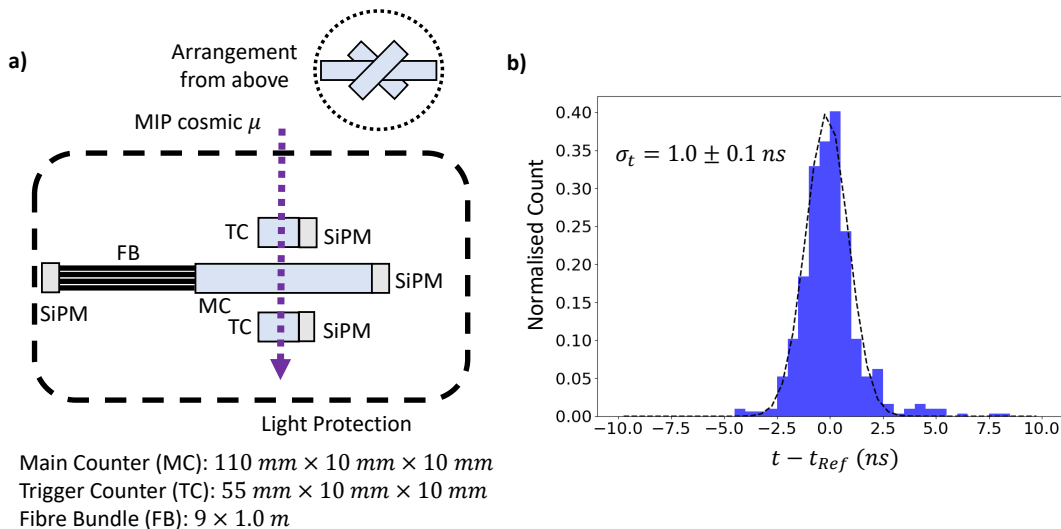 a)
Arrangement
from above
MIP cosmic μ
TC
SiPM
FB
SiPM
MC
SiPM
TC
SiPM
Light Protection
Main Counter (MC): 110 mm × 10 mm × 10 mm
Trigger Counter (TC): 55 mm × 10 mm × 10 mm
Fibre Bundle (FB): 9 × 1.0 m
b)
σ_t = 1.0 ± 0.1 ns
Normalised Count
0.40
0.35
0.30
0.25
0.20
0.15
0.10
0.05
0.00
−10.0 −7.5 −5.0 −2.5 0.0 2.5 5.0 7.5 10.0
t − t_Ref (ns)